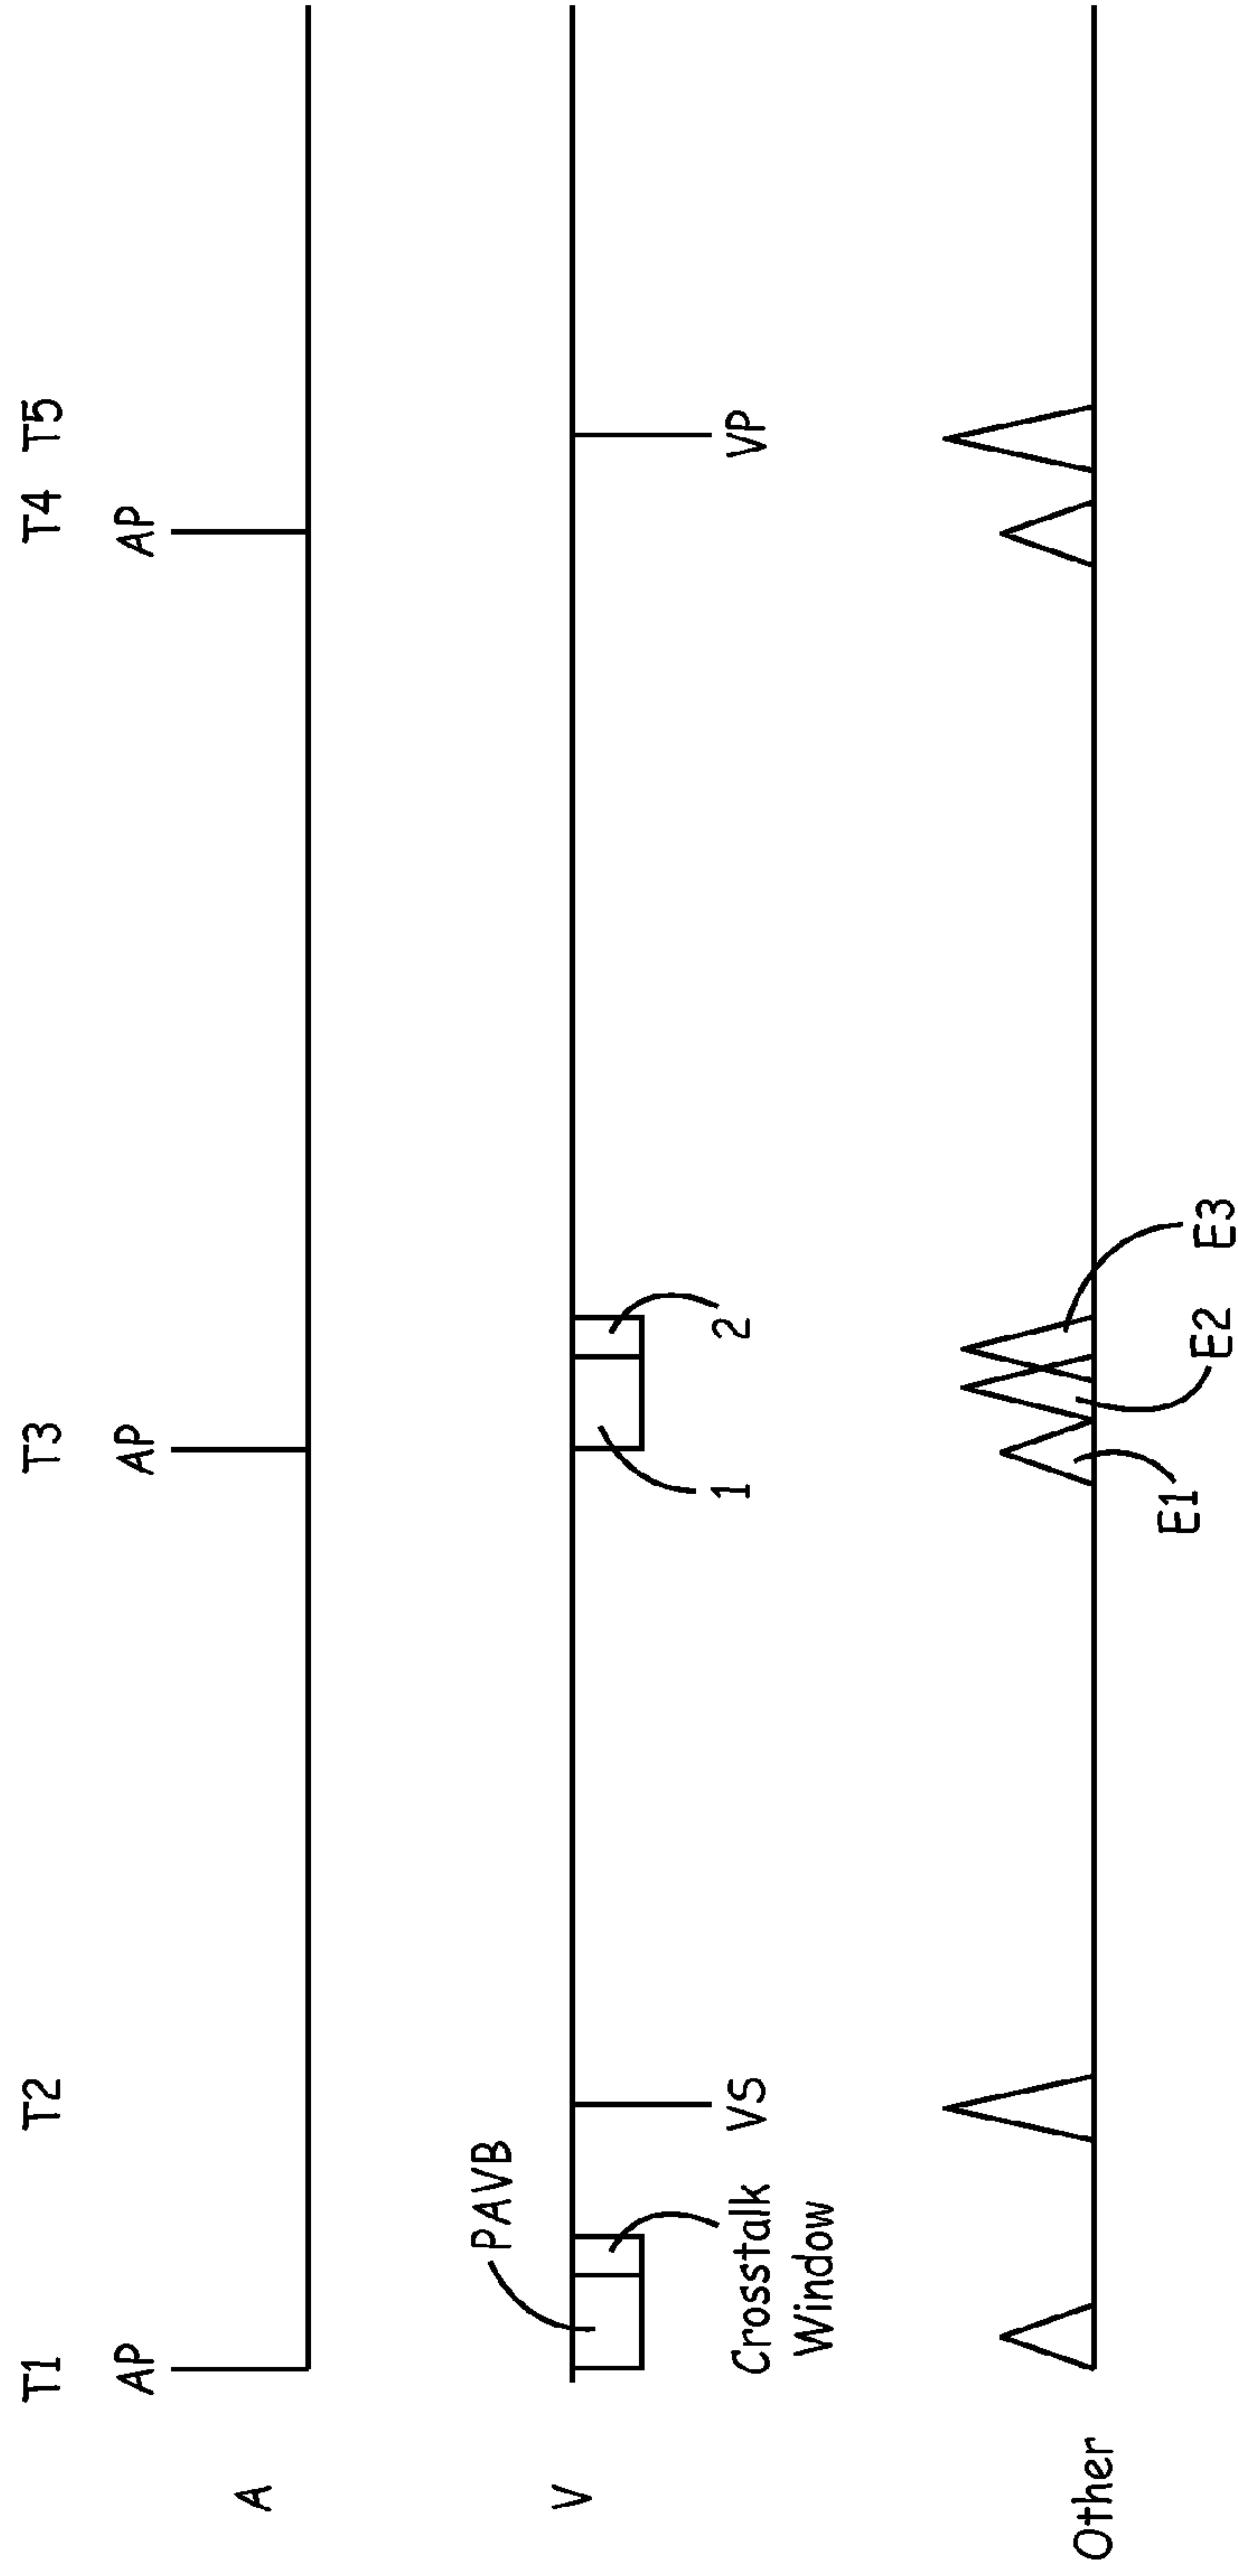 T1
T2
T3
T4
T5
AP
AP
AP
AP
A
PAVB
V
Crosstalk
Window
VS
1
2
VP
Other
E1
E2
E3